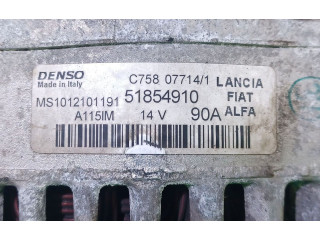 DENSO C758 07714/1 LANCIA
Made in Italy
MS1012101191 51854910 FIAT
A115IM 14 V 90A ALFA